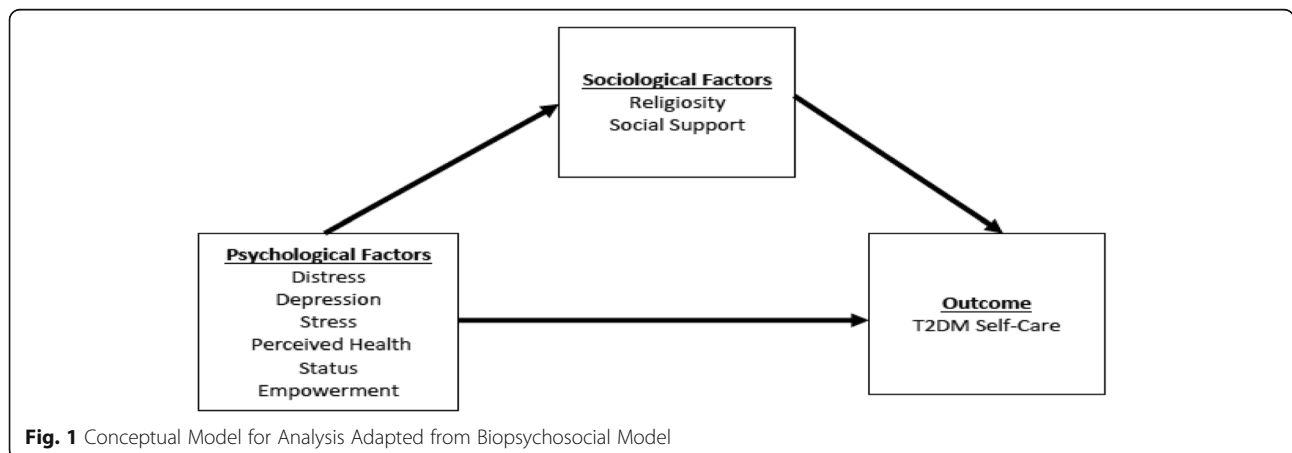 Sociological Factors
Religiosity
Social Support
Psychological Factors
Distress
Depression
Stress
Perceived Health
Status
Empowerment
Outcome
T2DM Self-Care
Fig. 1 Conceptual Model for Analysis Adapted from Biopsychosocial Model